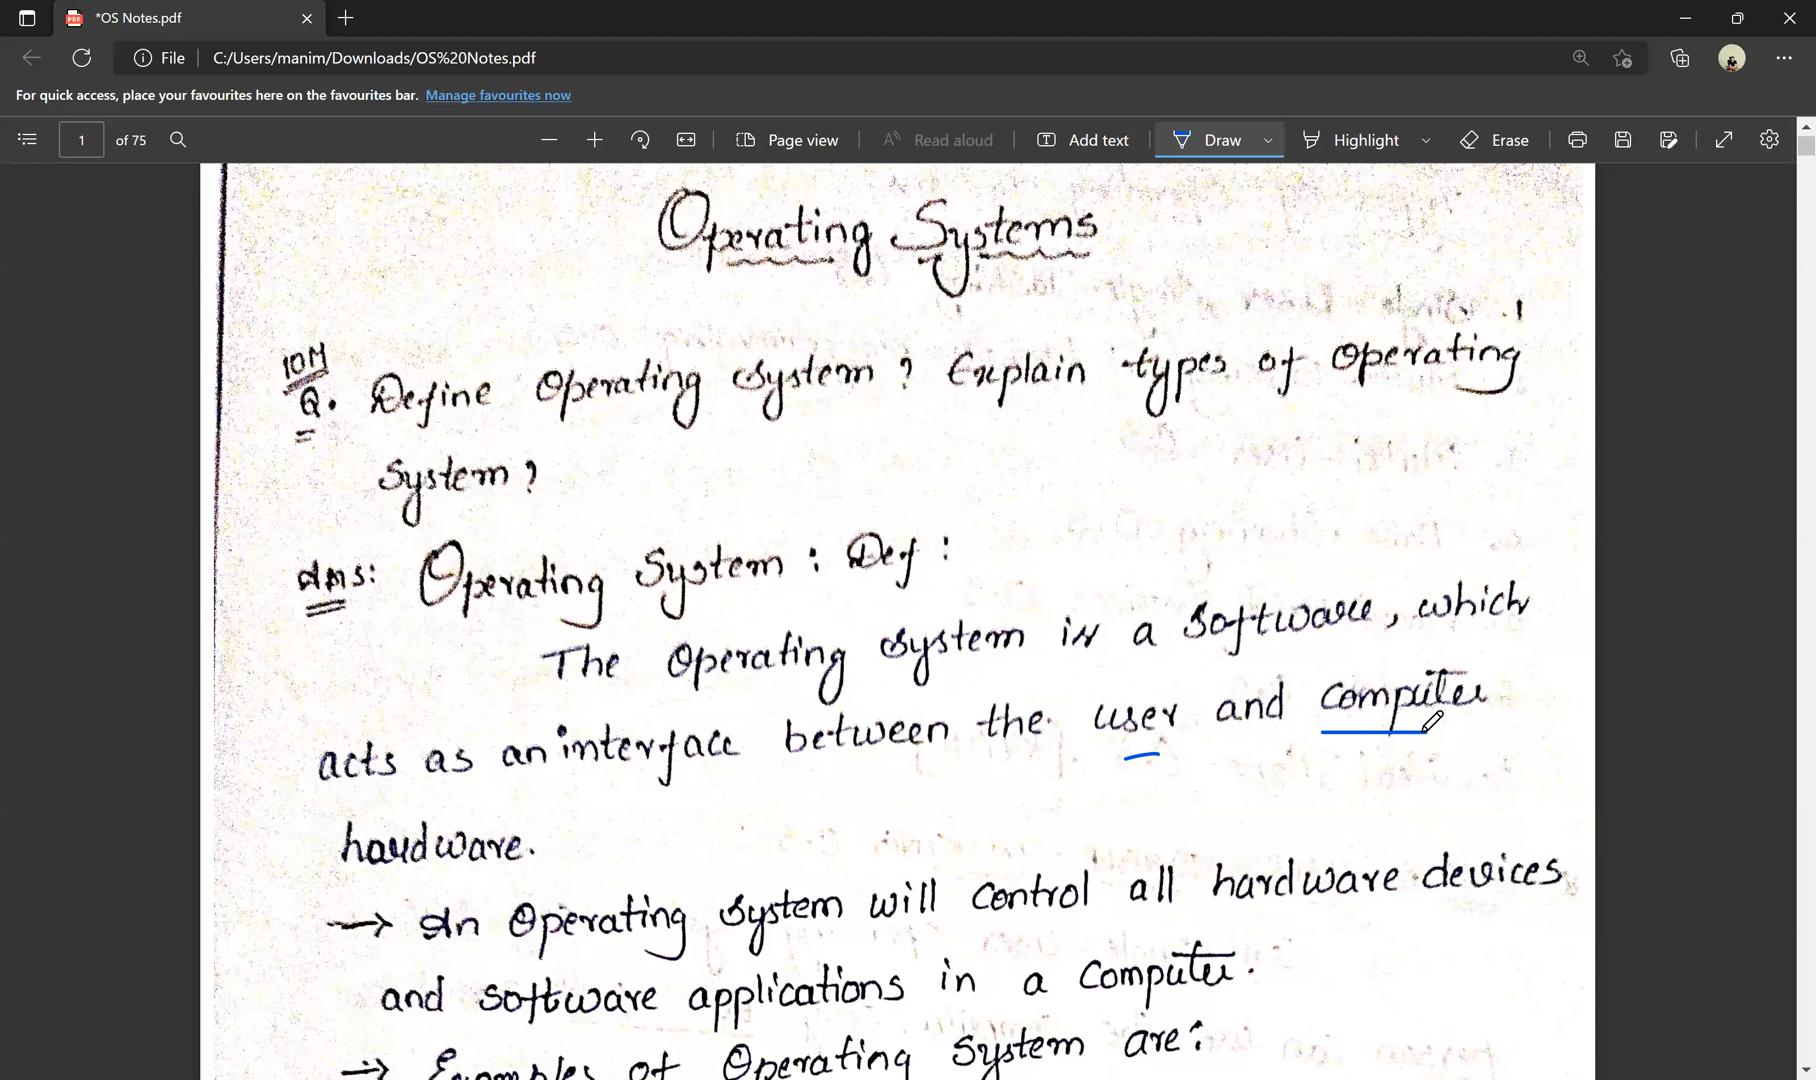 *OS Notes.pdf
File C:/Users/manim/Downloads/OS%20Notes.pdf
For quick access, place your favourites here on the favourites bar. Manage favourites now
1 of 75 Page view Read aloud Add text Draw Highlight Erase
Operating Systems
1
10M
Q. Define Operating System? Explain types of Operating
System?
Ans: Operating System : Def :
The Operating System is a Software, which
acts as an interface between the user and Computer
hardware.
→ An Operating System will control all hardware devices
and software applications in a Computer.
→ Examples of Operating System are: